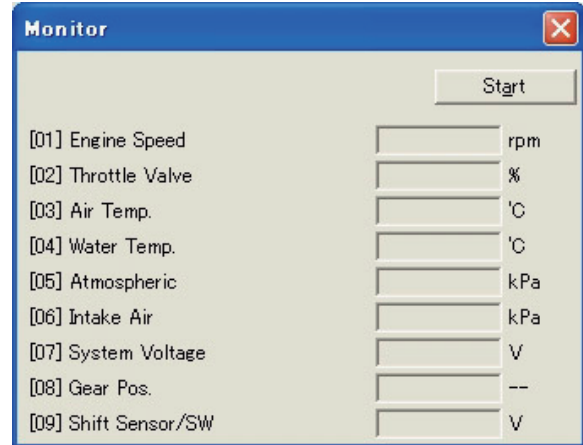 Monitor
Start
[01] Engine Speed rpm
[02] Throttle Valve %
[03] Air Temp. 'C
[04] Water Temp. 'C
[05] Atmospheric kPa
[06] Intake Air kPa
[07] System Voltage V
[08] Gear Pos. --
[09] Shift Sensor/SW V